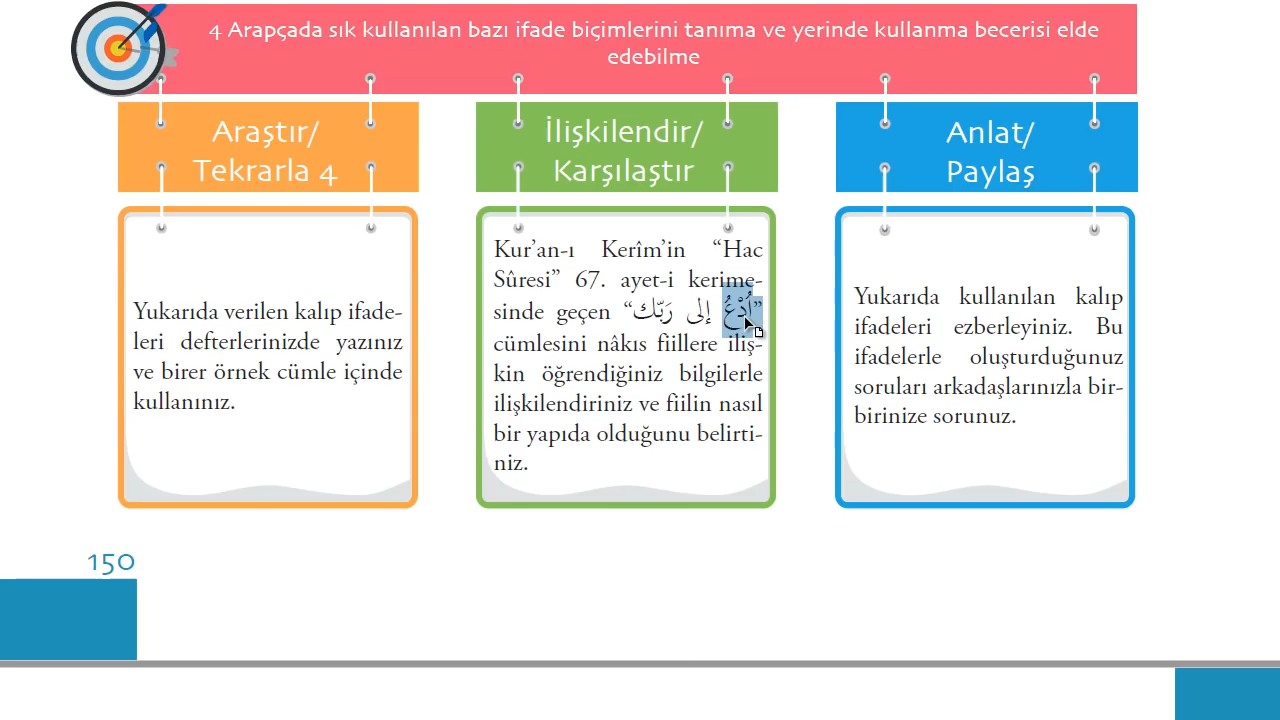 4 Arapçada sık kullanılan bazı ifade biçimlerini tanıma ve yerinde kullanma becerisi elde
edebilme
Araştır/
Tekrarla 4
Yukarıda verilen kalıp ifade-
leri defterlerinizde yazınız
ve birer örnek cümle içinde
kullanınız.
İlişkilendir/
Karşılaştır
Kur’an-ı Kerîm’in “Hac
Sûresi” 67. ayet-i kerime-
sinde geçen “اُدْعُ إلى رَبّك”
cümlesini nâkıs fiillere iliş-
kin öğrendiğiniz bilgilerle
ilişkilendiriniz ve fiilin nasıl
bir yapıda olduğunu belirti-
niz.
Anlat/
Paylaş
Yukarıda kullanılan kalıp
ifadeleri ezberleyiniz. Bu
ifadelerle oluşturduğunuz
soruları arkadaşlarınızla bir-
birinize sorunuz.
150